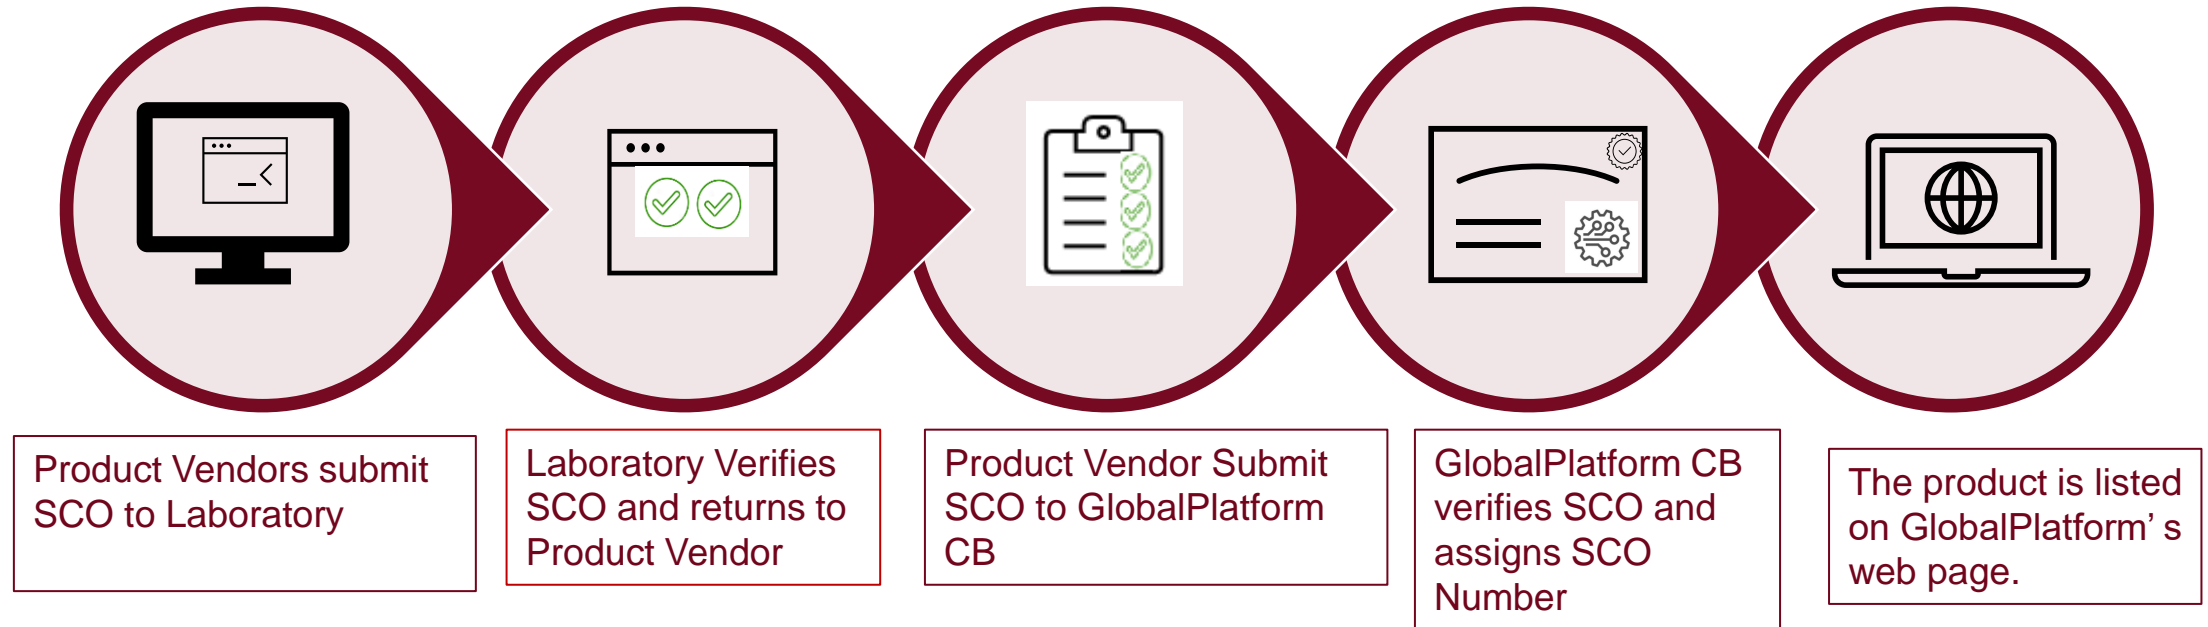 Product Vendors submit
SCO to Laboratory
Laboratory Verifies
SCO and returns to
Product Vendor
Product Vendor Submit
SCO to GlobalPlatform
CB
GlobalPlatform CB
verifies SCO and
assigns SCO
Number
The product is listed
on GlobalPlatform’ s
web page.